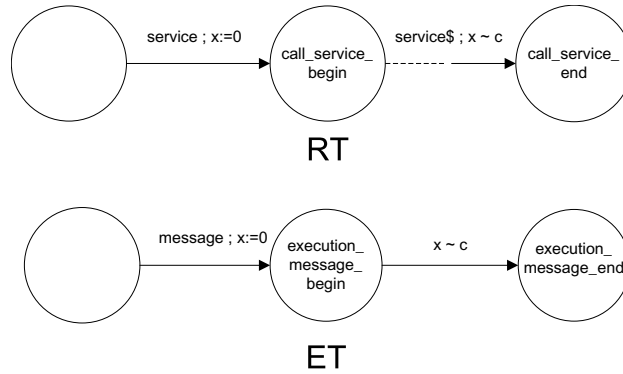 service ; x:=0
call_service_
begin
service$ ; x ~ c
call_service_
end
RT
message ; x:=0
execution_
message_
begin
x ~ c
execution_
message_end
ET